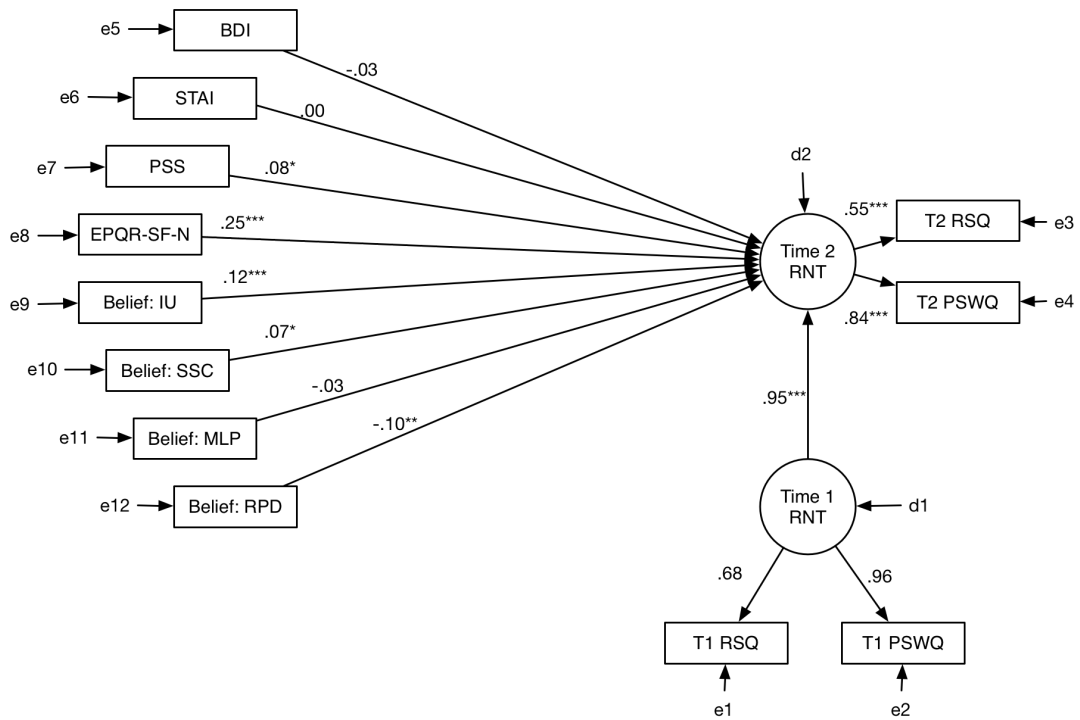 e5
BDI
-.03
e6
STAI
.00
e7
PSS
.08*
e8
EPQR-SF-N
.25***
e9
Belief: IU
.12***
e10
Belief: SSC
.07*
e11
Belief: MLP
-.03
e12
Belief: RPD
-.10**
d2
Time 2
RNT
.55***
T2 RSQ
e3
.84***
T2 PSWQ
e4
.95***
Time 1
RNT
d1
.68
.96
T1 RSQ
T1 PSWQ
e1
e2